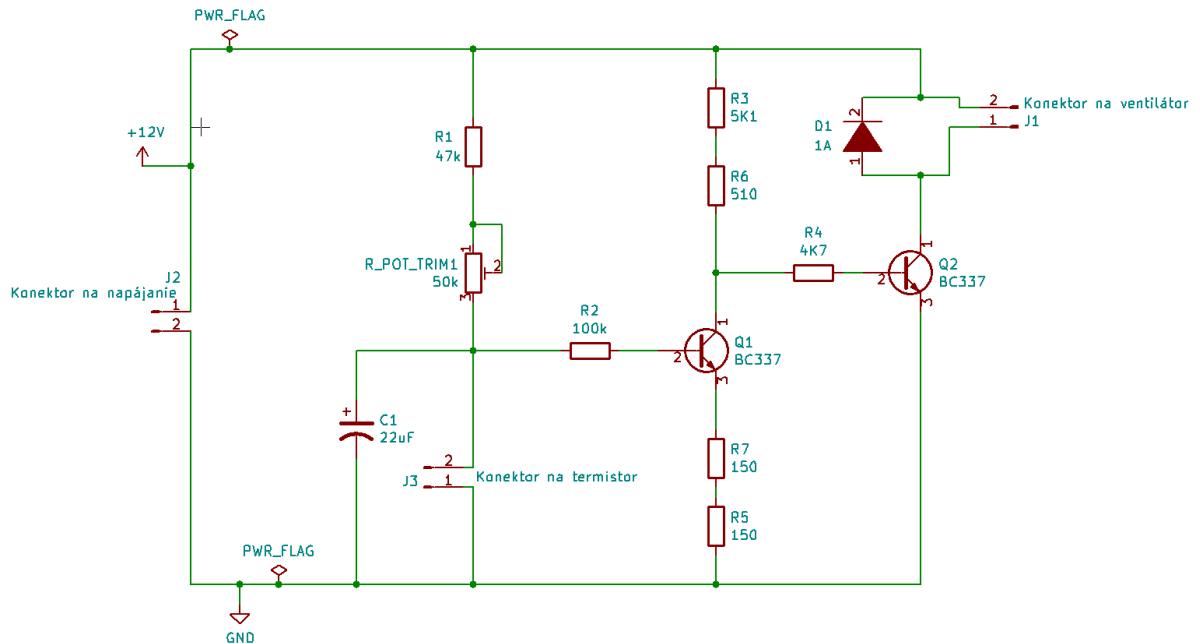 PWR_FLAG
+12V
J2
Konektor na napájanie
1
2
R1
47k
R_POT_TRIM1
50k
1
2
3
C1
22uF
+
J3
2
1
Konektor na termistor
R2
100k
R3
5K1
R6
510
Q1
BC337
1
2
3
R7
150
R5
150
R4
4K7
Q2
BC337
1
2
3
D1
1A
2
1
2
1
Konektor na ventilátor
J1
PWR_FLAG
GND